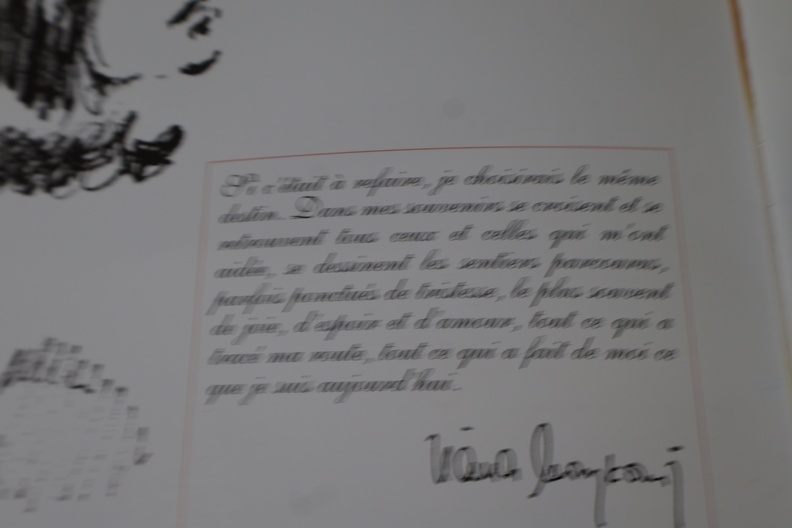 Si c'était à refaire, je choisirais le même
destin. Dans mes souvenirs se croisent et se
retrouvent tous ceux et celles qui m'ont
aidée, se dessinent les sentiers parcourus,
parfois ponctués de tristesse, le plus souvent
de joie, d'espoir et d'amour, tout ce qui a
tracé ma route, tout ce qui a fait de moi ce
que je suis aujourd'hui.